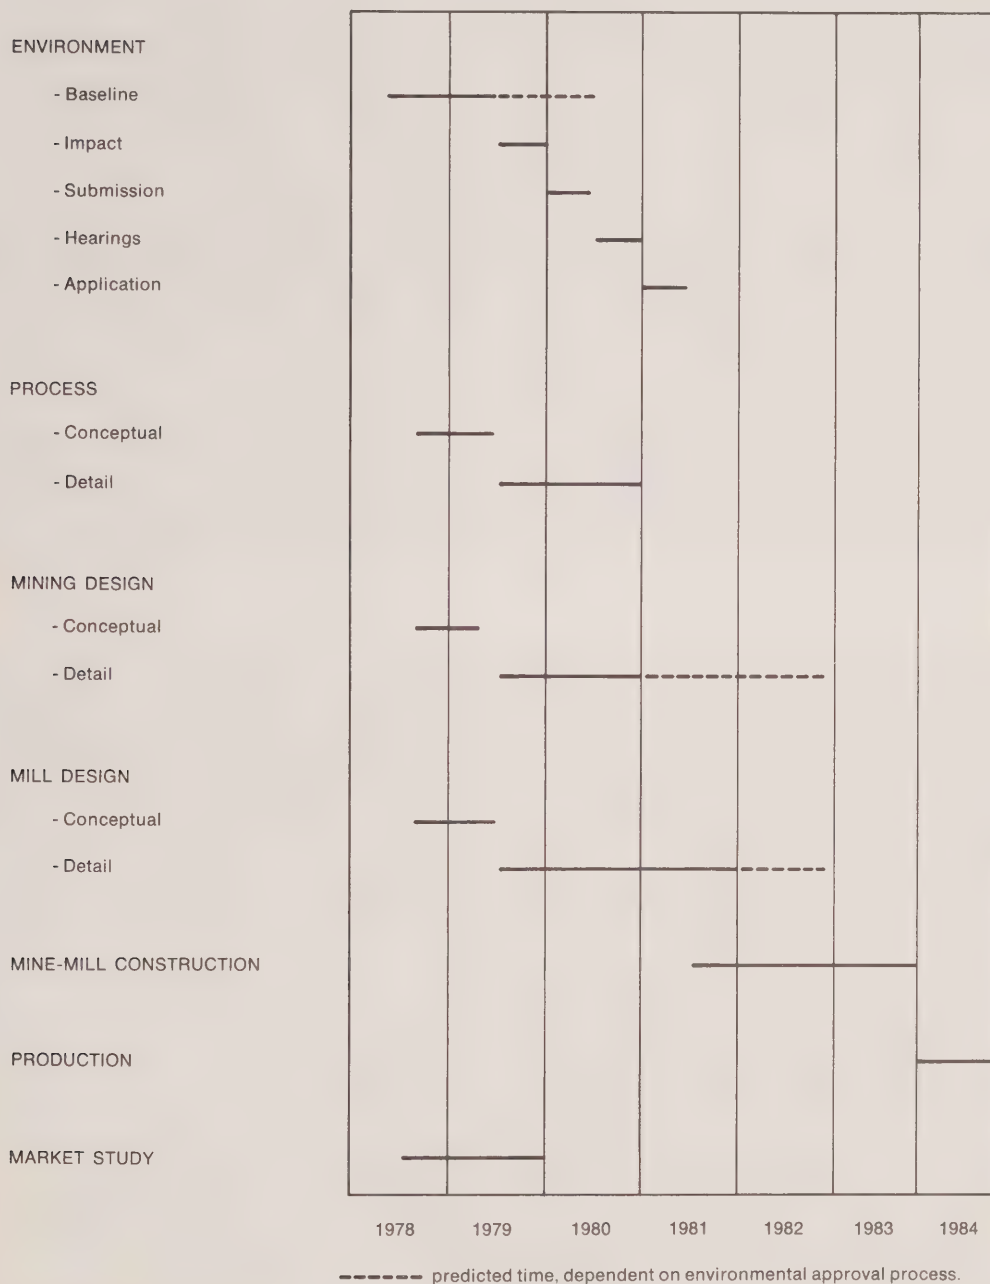 ENVIRONMENT
- Baseline
- Impact
- Submission
- Hearings
- Application
PROCESS
- Conceptual
- Detail
MINING DESIGN
- Conceptual
- Detail
MILL DESIGN
- Conceptual
- Detail
MINE-MILL CONSTRUCTION
PRODUCTION
MARKET STUDY
1978 1979 1980 1981 1982 1983 1984
predicted time, dependent on environmental approval process.